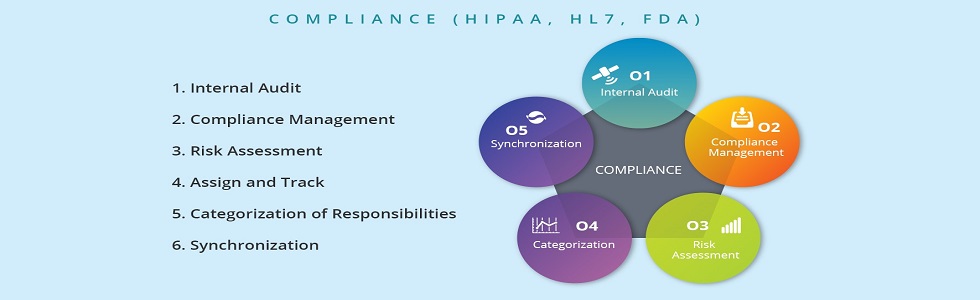 COMPLIANCE (HIPAA, HL7, FDA)
1. Internal Audit
2. Compliance Management
3. Risk Assessment
4. Assign and Track
5. Categorization of Responsibilities
6. Synchronization
O1
Internal Audit
O2
Compliance
Management
O3
Risk
Assessment
O4
Categorization
O5
Synchronization
COMPLIANCE